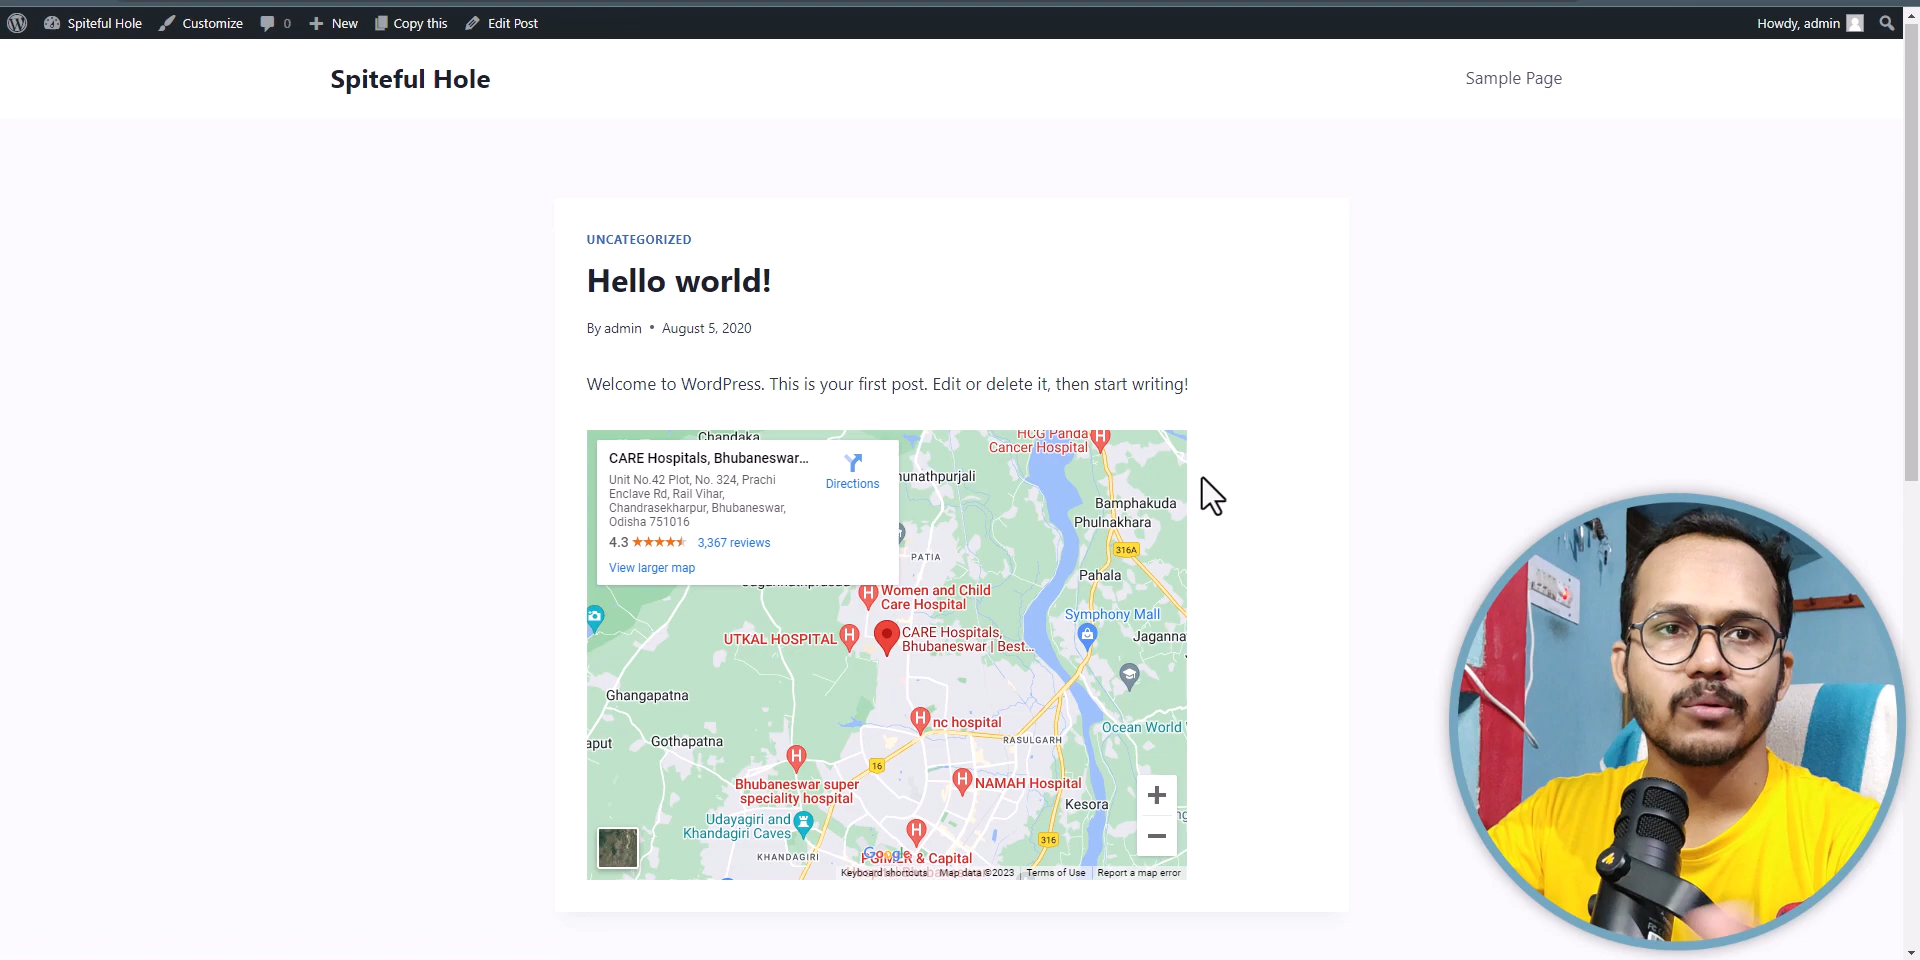 Spiteful Hole Customize 0 New Copy this Edit Post Howdy, admin
Spiteful Hole
Sample Page
UNCATEGORIZED
Hello world!
By admin • August 5, 2020
Welcome to WordPress. This is your first post. Edit or delete it, then start writing!
Chandaka
CARE Hospitals, Bhubaneswar...
Unit No.42 Plot, No. 324, Prachi
Enclave Rd, Rail Vihar,
Chandrasekharpur, Bhubaneswar,
Odisha 751016
4.3
3,367 reviews
View larger map
Directions
HCG Panda
Cancer Hospital
Bamphakuda
Phulnakhara
PATIA
316A
Pahala
Women and Child
Care Hospital
Symphony Mall
UTKAL HOSPITAL
CARE Hospitals,
Bhubaneswar | Best...
Ghangapatna
nc hospital
Ocean World
RASULGARH
Gothapatna
16
Bhubaneswar super
speciality hospital
NAMAH Hospital
Kesora
Udayagiri and
Khandagiri Caves
316
KHANDAGIRI
Google
& Capital
Keyboard shortcuts Map data ©2023 Terms of Use Report a map error